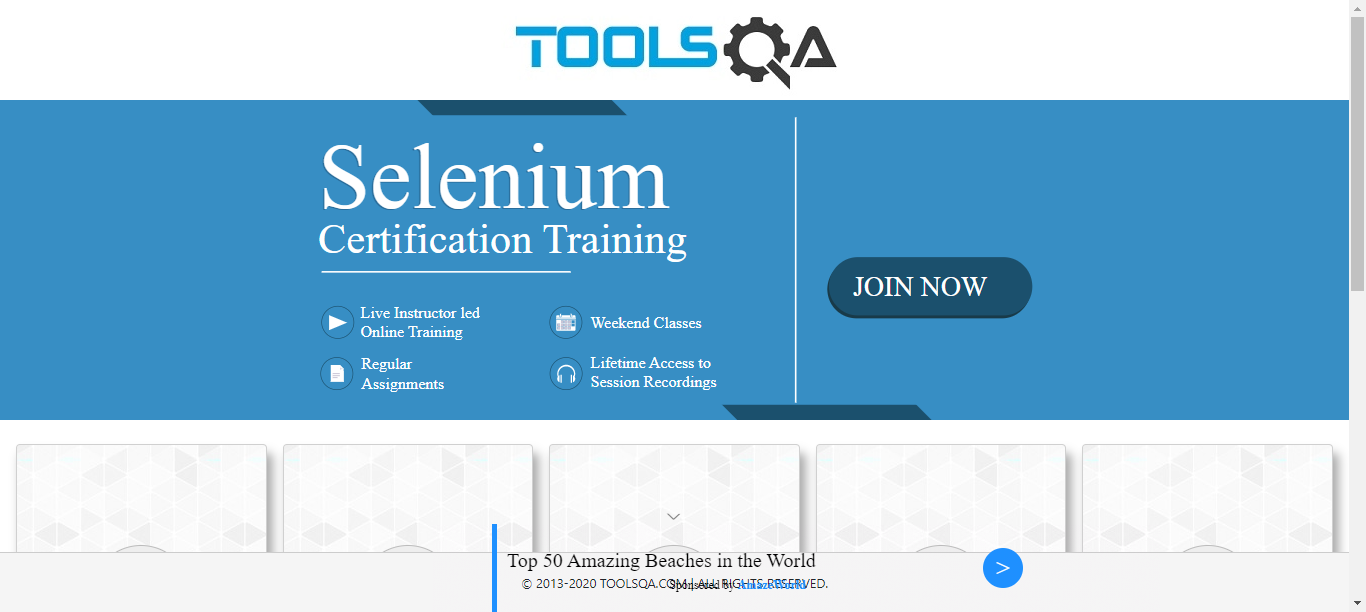 TOOLSQA
Selenium
Certification Training
JOIN NOW
Live Instructor led
Online Training
Weekend Classes
Regular
Assignments
Lifetime Access to
Session Recordings
Top 50 Amazing Beaches in the World
>
© 2013-2020 TOOLSQA.COM | ALL RIGHTS RESERVED.
Sponsored by